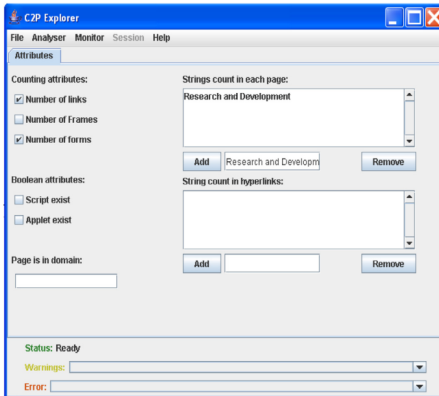 C2P Explorer
File Analyser Monitor Session Help
Attributes
Counting attributes:
Number of links
Number of Frames
Number of forms
Boolean attributes:
Script exist
Applet exist
Page is in domain:
Strings count in each page:
Research and Development
Add Research and Developm Remove
String count in hyperlinks:
Add Remove
Status: Ready
Warnings:
Error: